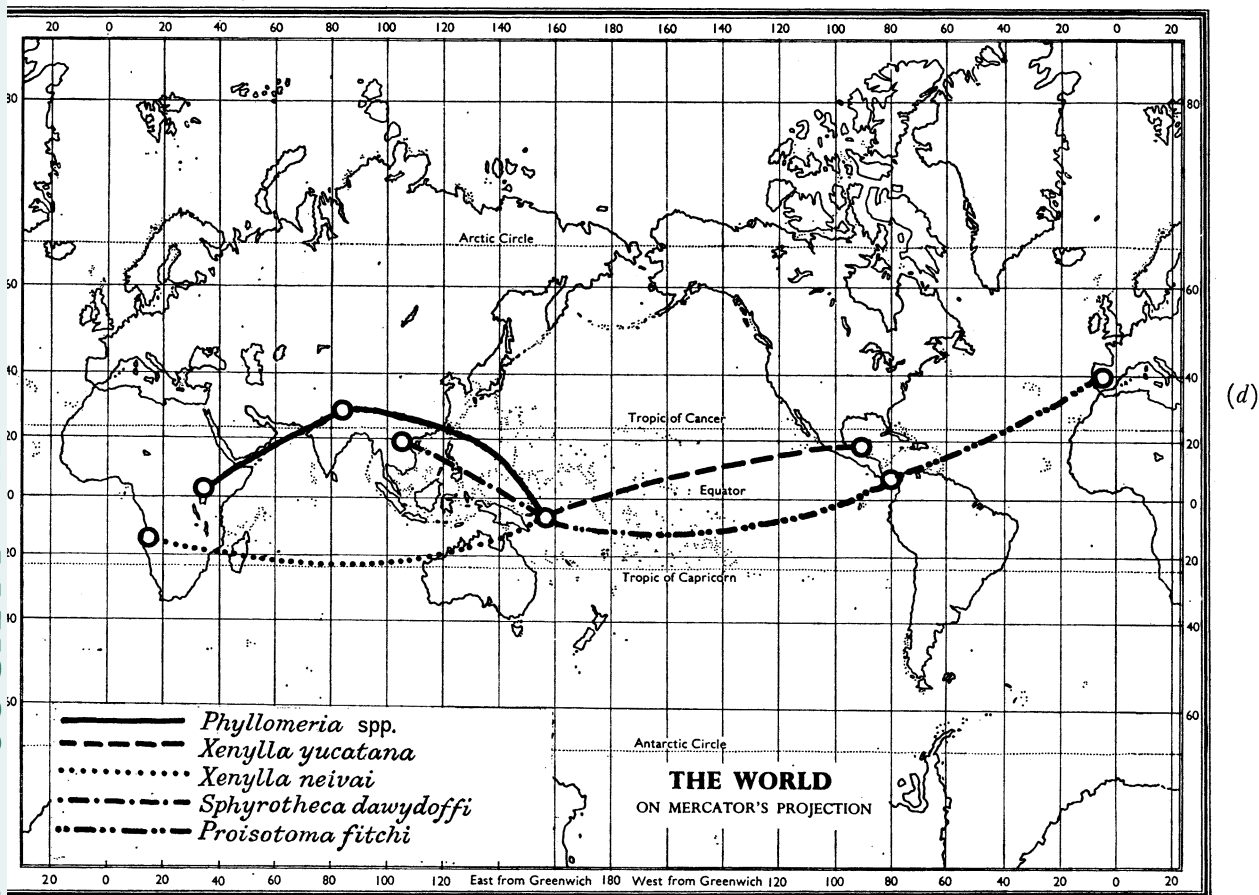 20 0 20 40 60 80 100 120 140 160 180 160 140 120 100 80 60 40 20 0 20
80 80
Arctic Circle
60 60
40 40
(d)
Tropic of Cancer
20 20
Equator
0 0
20 20
Tropic of Capricorn
40 40
60 60
Phyllomeria spp.
Xenylla yucatana
Antarctic Circle
Xenylla neivai
THE WORLD
Sphyrotheca dawydoffi
ON MERCATOR'S PROJECTION
Proisotoma fitchi
20 0 20 40 60 80 100 120 East from Greenwich 180 West from Greenwich 120 100 80 60 40 20 0 20